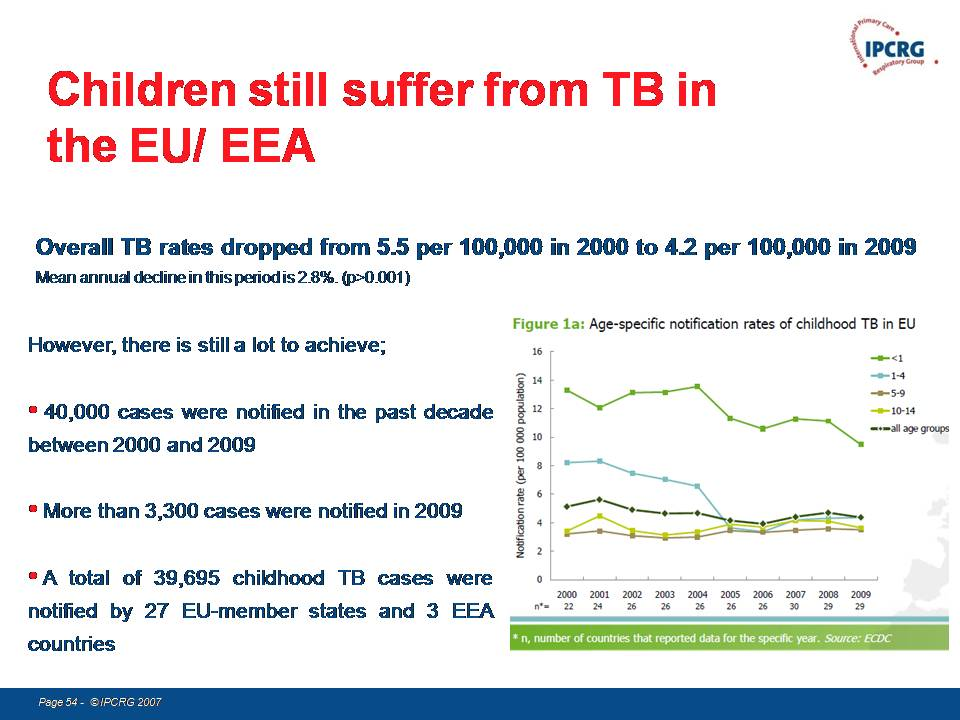 International Primary Care
IPCRG
Respiratory Group
Children still suffer from TB in
the EU/ EEA
Overall TB rates dropped from 5.5 per 100,000 in 2000 to 4.2 per 100,000 in 2009
Mean annual decline in this period is 2.8%. (p>0.001)
However, there is still a lot to achieve;
• 40,000 cases were notified in the past decade
between 2000 and 2009
• More than 3,300 cases were notified in 2009
• A total of 39,695 childhood TB cases were
notified by 27 EU-member states and 3 EEA
countries
Figure 1a: Age-specific notification rates of childhood TB in EU
Notification rate (per 100 000 population)
16
14
12
10
8
6
4
2
0
<1
1-4
5-9
10-14
all age groups
2000 2001 2002 2003 2004 2005 2006 2007 2008 2009
n*= 22 24 26 26 26 26 26 30 29 29
* n, number of countries that reported data for the specific year. Source: ECDC
Page 54 - © IPCRG 2007